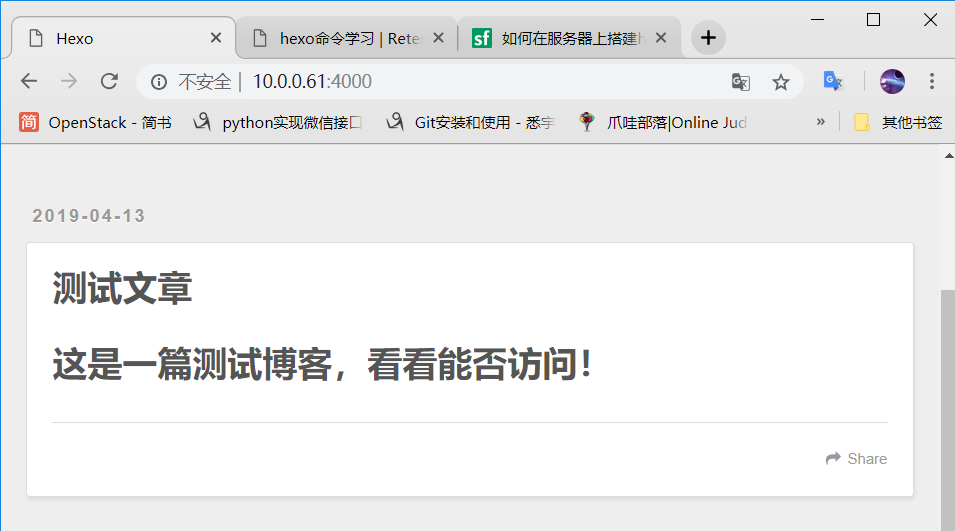 Hexo
hexo命令学习 | Rete
如何在服务器上搭建h
不安全 | 10.0.0.61:4000
简 OpenStack - 简书
python实现微信接口
Git安装和使用 - 悉宇
爪哇部落|Online Jud
» 其他书签
2019-04-13
测试文章
这是一篇测试博客，看看能否访问！
Share